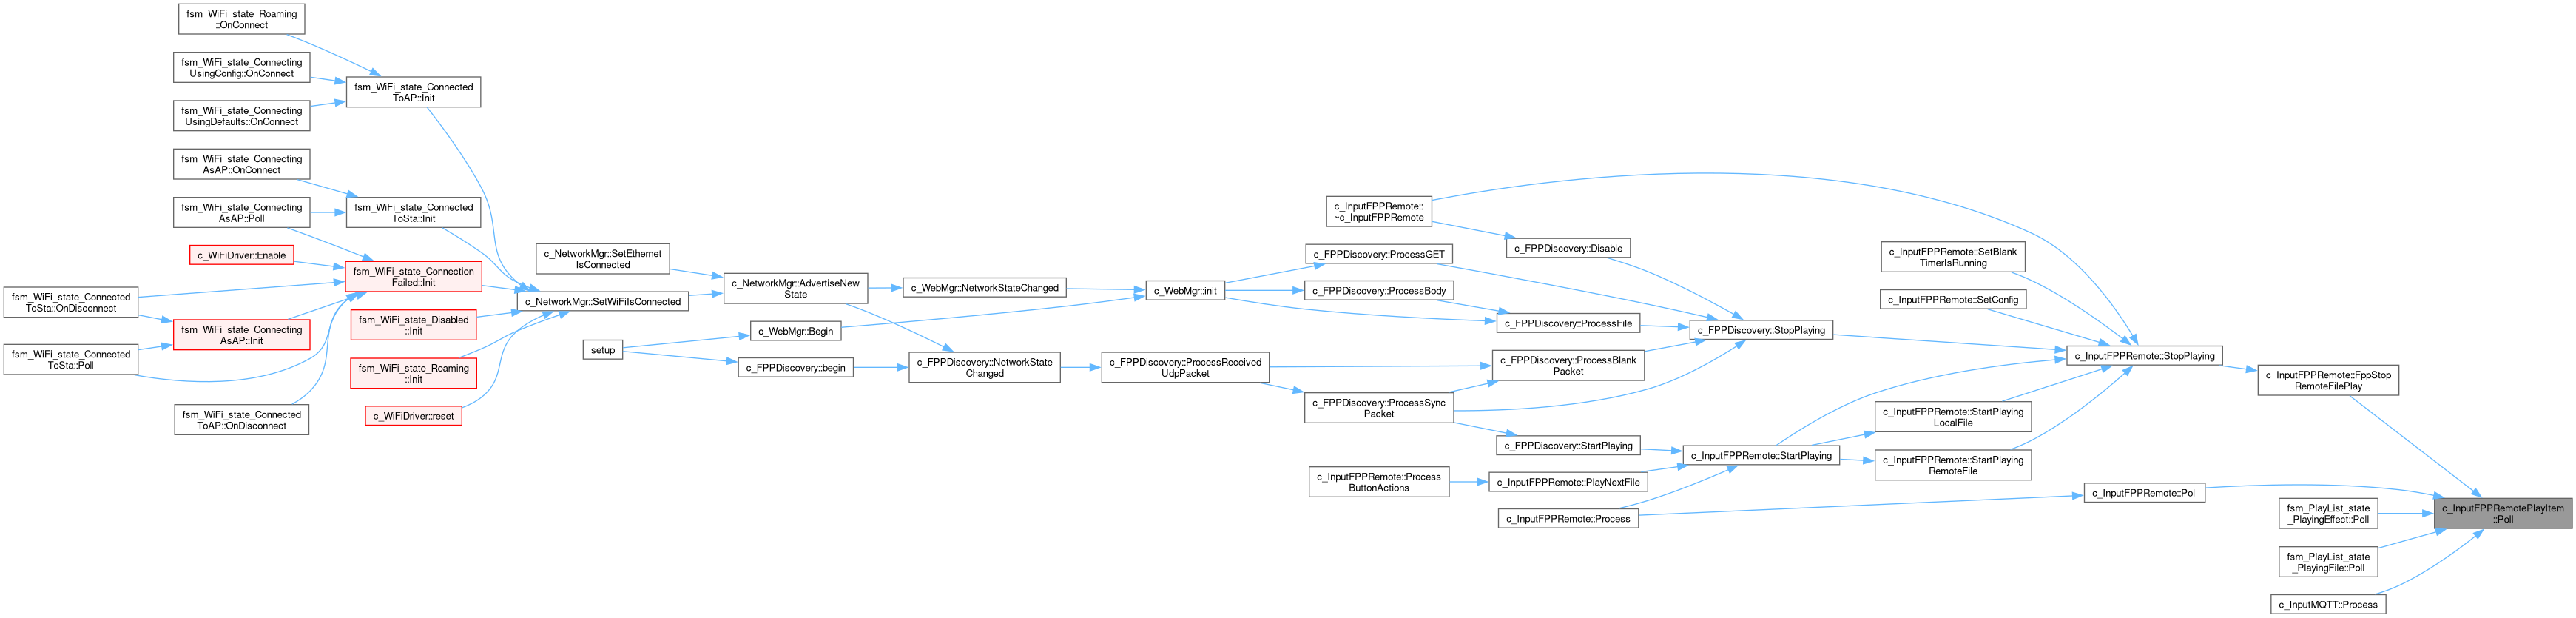 fsm_WiFi_state_Roaming
::OnConnect
fsm_WiFi_state_Connecting
UsingConfig::OnConnect
fsm_WiFi_state_Connecting
UsingDefaults::OnConnect
fsm_WiFi_state_Connecting
AsAP::OnConnect
fsm_WiFi_state_Connecting
AsAP::Poll
c_WiFiDriver::Enable
fsm_WiFi_state_Connected
ToSta::OnDisconnect
fsm_WiFi_state_Connecting
AsAP::Init
fsm_WiFi_state_Connected
ToSta::Poll
fsm_WiFi_state_Connected
ToAP::OnDisconnect
fsm_WiFi_state_Connected
ToAP::Init
fsm_WiFi_state_Connected
ToSta::Init
fsm_WiFi_state_Connection
Failed::Init
fsm_WiFi_state_Disabled
::Init
fsm_WiFi_state_Roaming
::Init
c_WiFiDriver::reset
c_NetworkMgr::SetEthernet
IsConnected
c_NetworkMgr::SetWiFiIsConnected
setup
c_NetworkMgr::AdvertiseNew
State
c_WebMgr::Begin
c_FPPDiscovery::begin
c_WebMgr::NetworkStateChanged
c_FPPDiscovery::NetworkState
Changed
c_WebMgr::init
c_FPPDiscovery::ProcessReceived
UdpPacket
c_InputFPPRemote::
~c_InputFPPRemote
c_FPPDiscovery::ProcessGET
c_FPPDiscovery::ProcessBody
c_FPPDiscovery::ProcessSync
Packet
c_InputFPPRemote::Process
ButtonActions
c_FPPDiscovery::Disable
c_FPPDiscovery::ProcessFile
c_FPPDiscovery::ProcessBlank
Packet
c_FPPDiscovery::StartPlaying
c_InputFPPRemote::PlayNextFile
c_InputFPPRemote::Process
c_FPPDiscovery::StopPlaying
c_InputFPPRemote::StartPlaying
c_InputFPPRemote::SetBlank
TimerIsRunning
c_InputFPPRemote::SetConfig
c_InputFPPRemote::StartPlaying
LocalFile
c_InputFPPRemote::StartPlaying
RemoteFile
c_InputFPPRemote::StopPlaying
c_InputFPPRemote::Poll
c_InputFPPRemote::FppStop
RemoteFilePlay
fsm_PlayList_state
_PlayingEffect::Poll
fsm_PlayList_state
_PlayingFile::Poll
c_InputMQTT::Process
c_InputFPPRemotePlayItem
::Poll